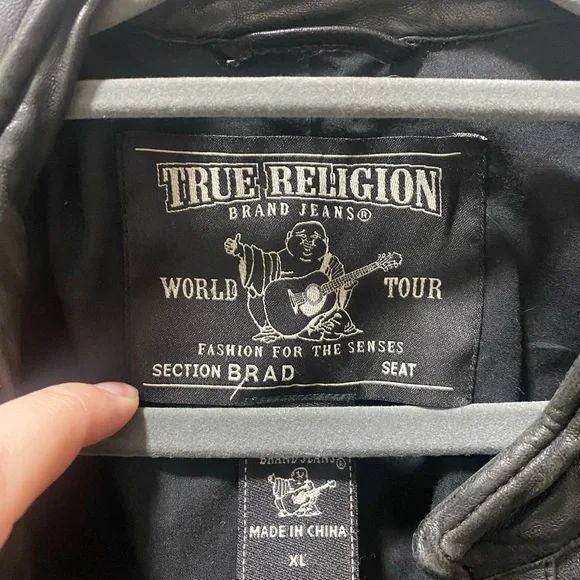 TRUE RELIGION
BRAND JEANS®
WORLD TOUR
FASHION FOR THE SENSES
SECTION BRAD SEAT
BRAND JEANS®
MADE IN CHINA
XL